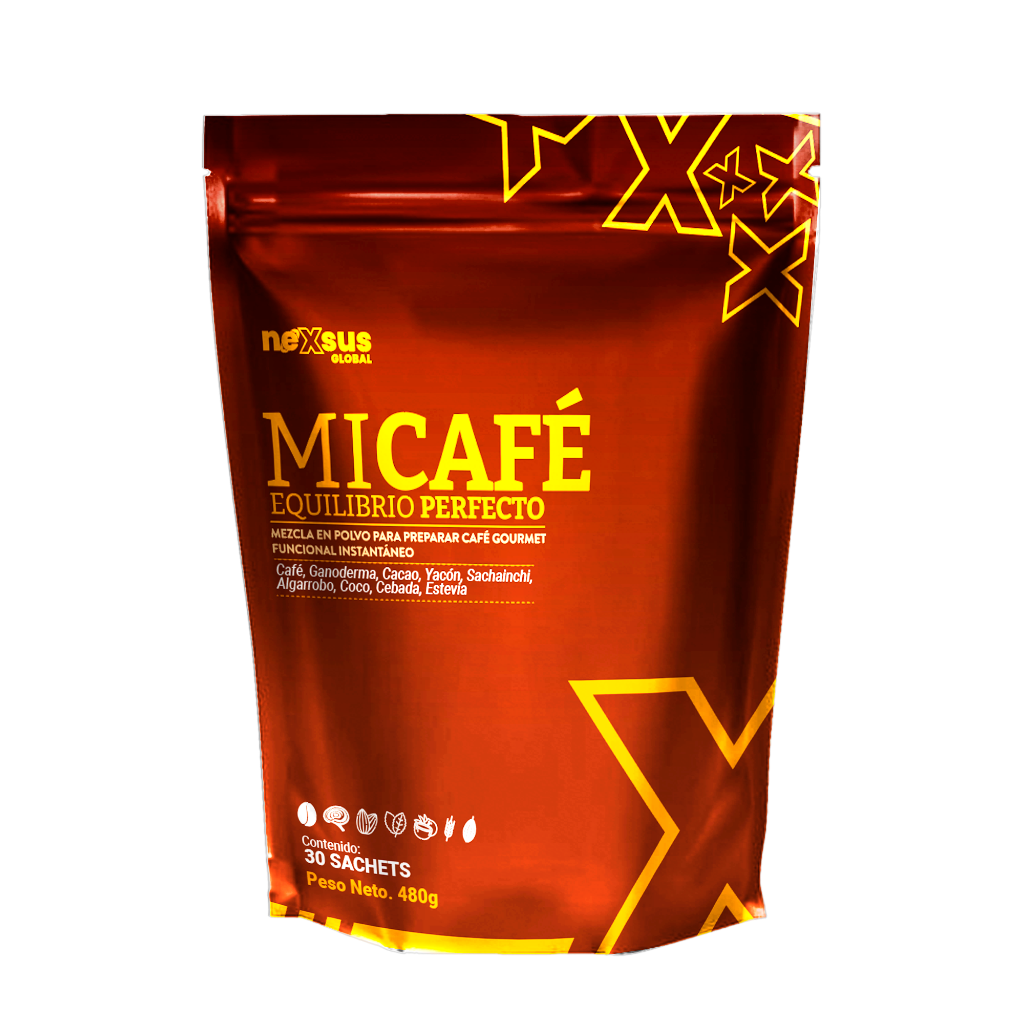 neXsus
GLOBAL
MICAFÉ
EQUILIBRIO PERFECTO
MEZCLA EN POLVO PARA PREPARAR CAFÉ GOURMET
FUNCIONAL INSTANTÁNEO
Café, Ganoderma, Cacao, Yacón, Sachainchi,
Algarrobo, Coco, Cebada, Estevia
Contenido:
30 SACHETS
Peso Neto. 480g